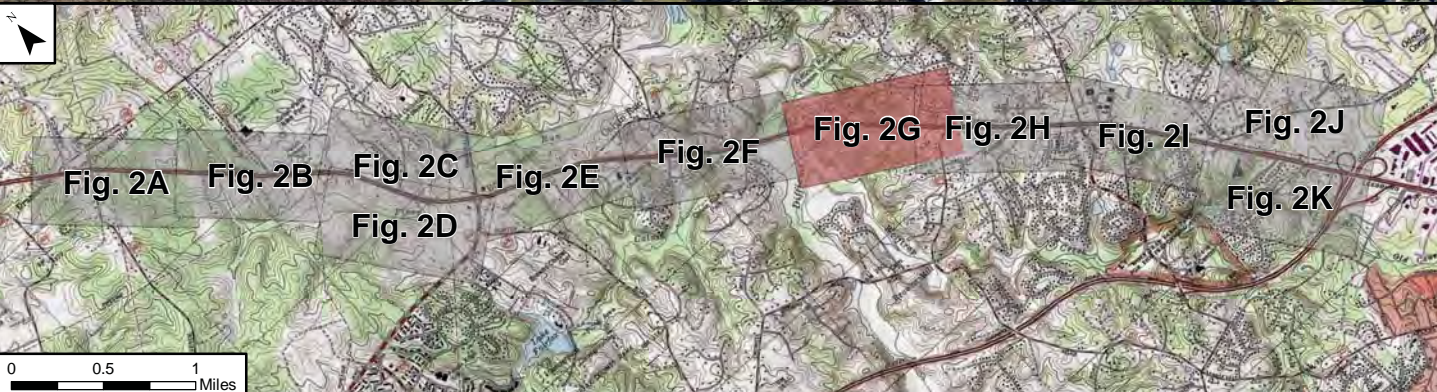 N
Fig. 2A
Fig. 2B
Fig. 2C
Fig. 2D
Fig. 2E
Fig. 2F
Fig. 2G
Fig. 2H
Fig. 2I
Fig. 2J
Fig. 2K
0 0.5 1
Miles